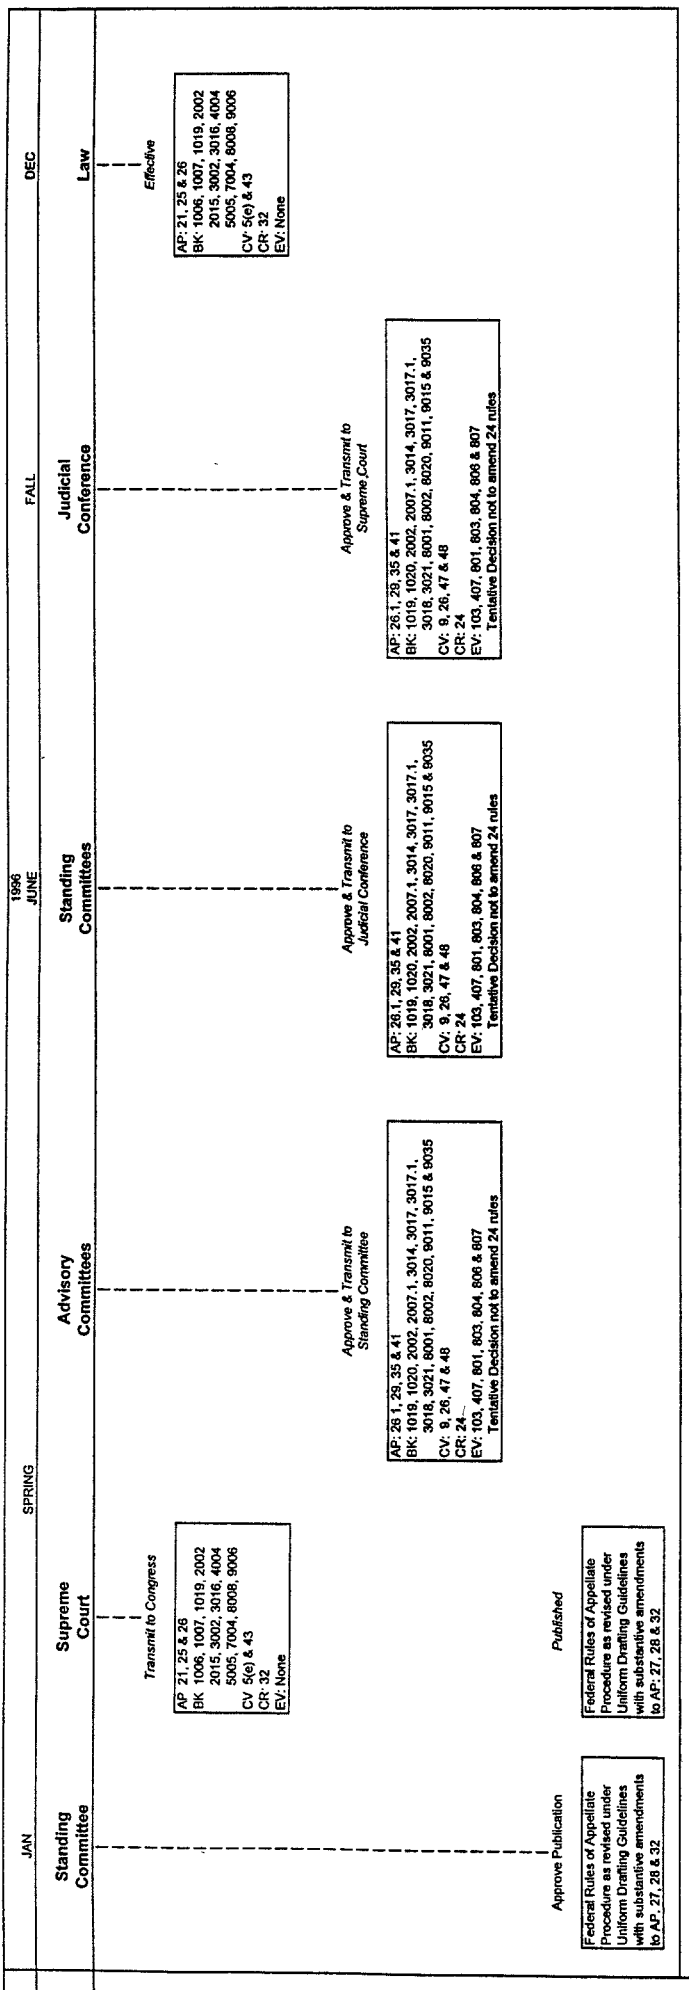 1996
JAN
SPRING
JUNE
FALL
DEC
Standing
Committee
Supreme
Court
Advisory
Committees
Standing
Committees
Judicial
Conference
Law
Transmit to Congress
AP 21, 25 & 26
BK 1006, 1007, 1019, 2002
2015, 3002, 3016, 4004
5005, 7004, 8008, 9006
CV 5(e) & 43
CR: 32
EV: None
Effective
AP: 21, 25 & 26
BK: 1006, 1007, 1019, 2002
2015, 3002, 3016, 4004
5005, 7004, 8008, 9006
CV: 5(e) & 43
CR: 32
EV: None
Approve & Transmit to
Standing Committee
AP: 26 1, 29, 35 & 41
BK: 1019, 1020, 2002, 2007.1, 3014, 3017, 3017.1,
3018, 3021, 8001, 8002, 8020, 9011, 9015 & 9035
CV: 9, 26, 47 & 48
CR: 24
EV: 103, 407, 801, 803, 804, 806 & 807
Tentative Decision not to amend 24 rules
Approve & Transmit to
Judicial Conference
AP: 26.1, 29, 35 & 41
BK: 1019, 1020, 2002, 2007.1, 3014, 3017, 3017.1,
3018, 3021, 8001, 8002, 8020, 9011, 9015 & 9035
CV: 9, 26, 47 & 48
CR: 24
EV: 103, 407, 801, 803, 804, 806 & 807
Tentative Decision not to amend 24 rules
Approve & Transmit to
Supreme Court
AP: 26.1, 29, 35 & 41
BK: 1019, 1020, 2002, 2007.1, 3014, 3017, 3017.1,
3018, 3021, 8001, 8002, 8020, 9011, 9015 & 9035
CV: 9, 26, 47 & 48
CR: 24
EV: 103, 407, 801, 803, 804, 806 & 807
Tentative Decision not to amend 24 rules
Approve Publication
Federal Rules of Appellate
Procedure as revised under
Uniform Drafting Guidelines
with substantive amendments
to AP. 27, 28 & 32
Published
Federal Rules of Appellate
Procedure as revised under
Uniform Drafting Guidelines
with substantive amendments
to AP: 27, 28 & 32